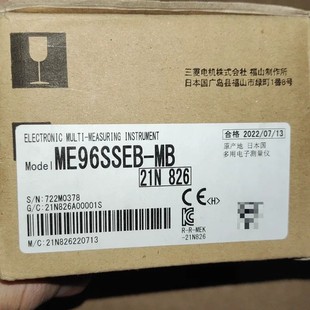 三菱电机株式会社 福山制作所
日本国广岛县福山市绿町1番8号
ELECTRONIC MULTI-MEASURING INSTRUMENT
合格 2022/07/13
Model ME96SSEB-MB
21N 826
原产地 日本国
多用电子测量仪
S/N:722M0378
G/C:21N826A00001S
M/C:21N826220713
CE
R-R-MEK
-21N826